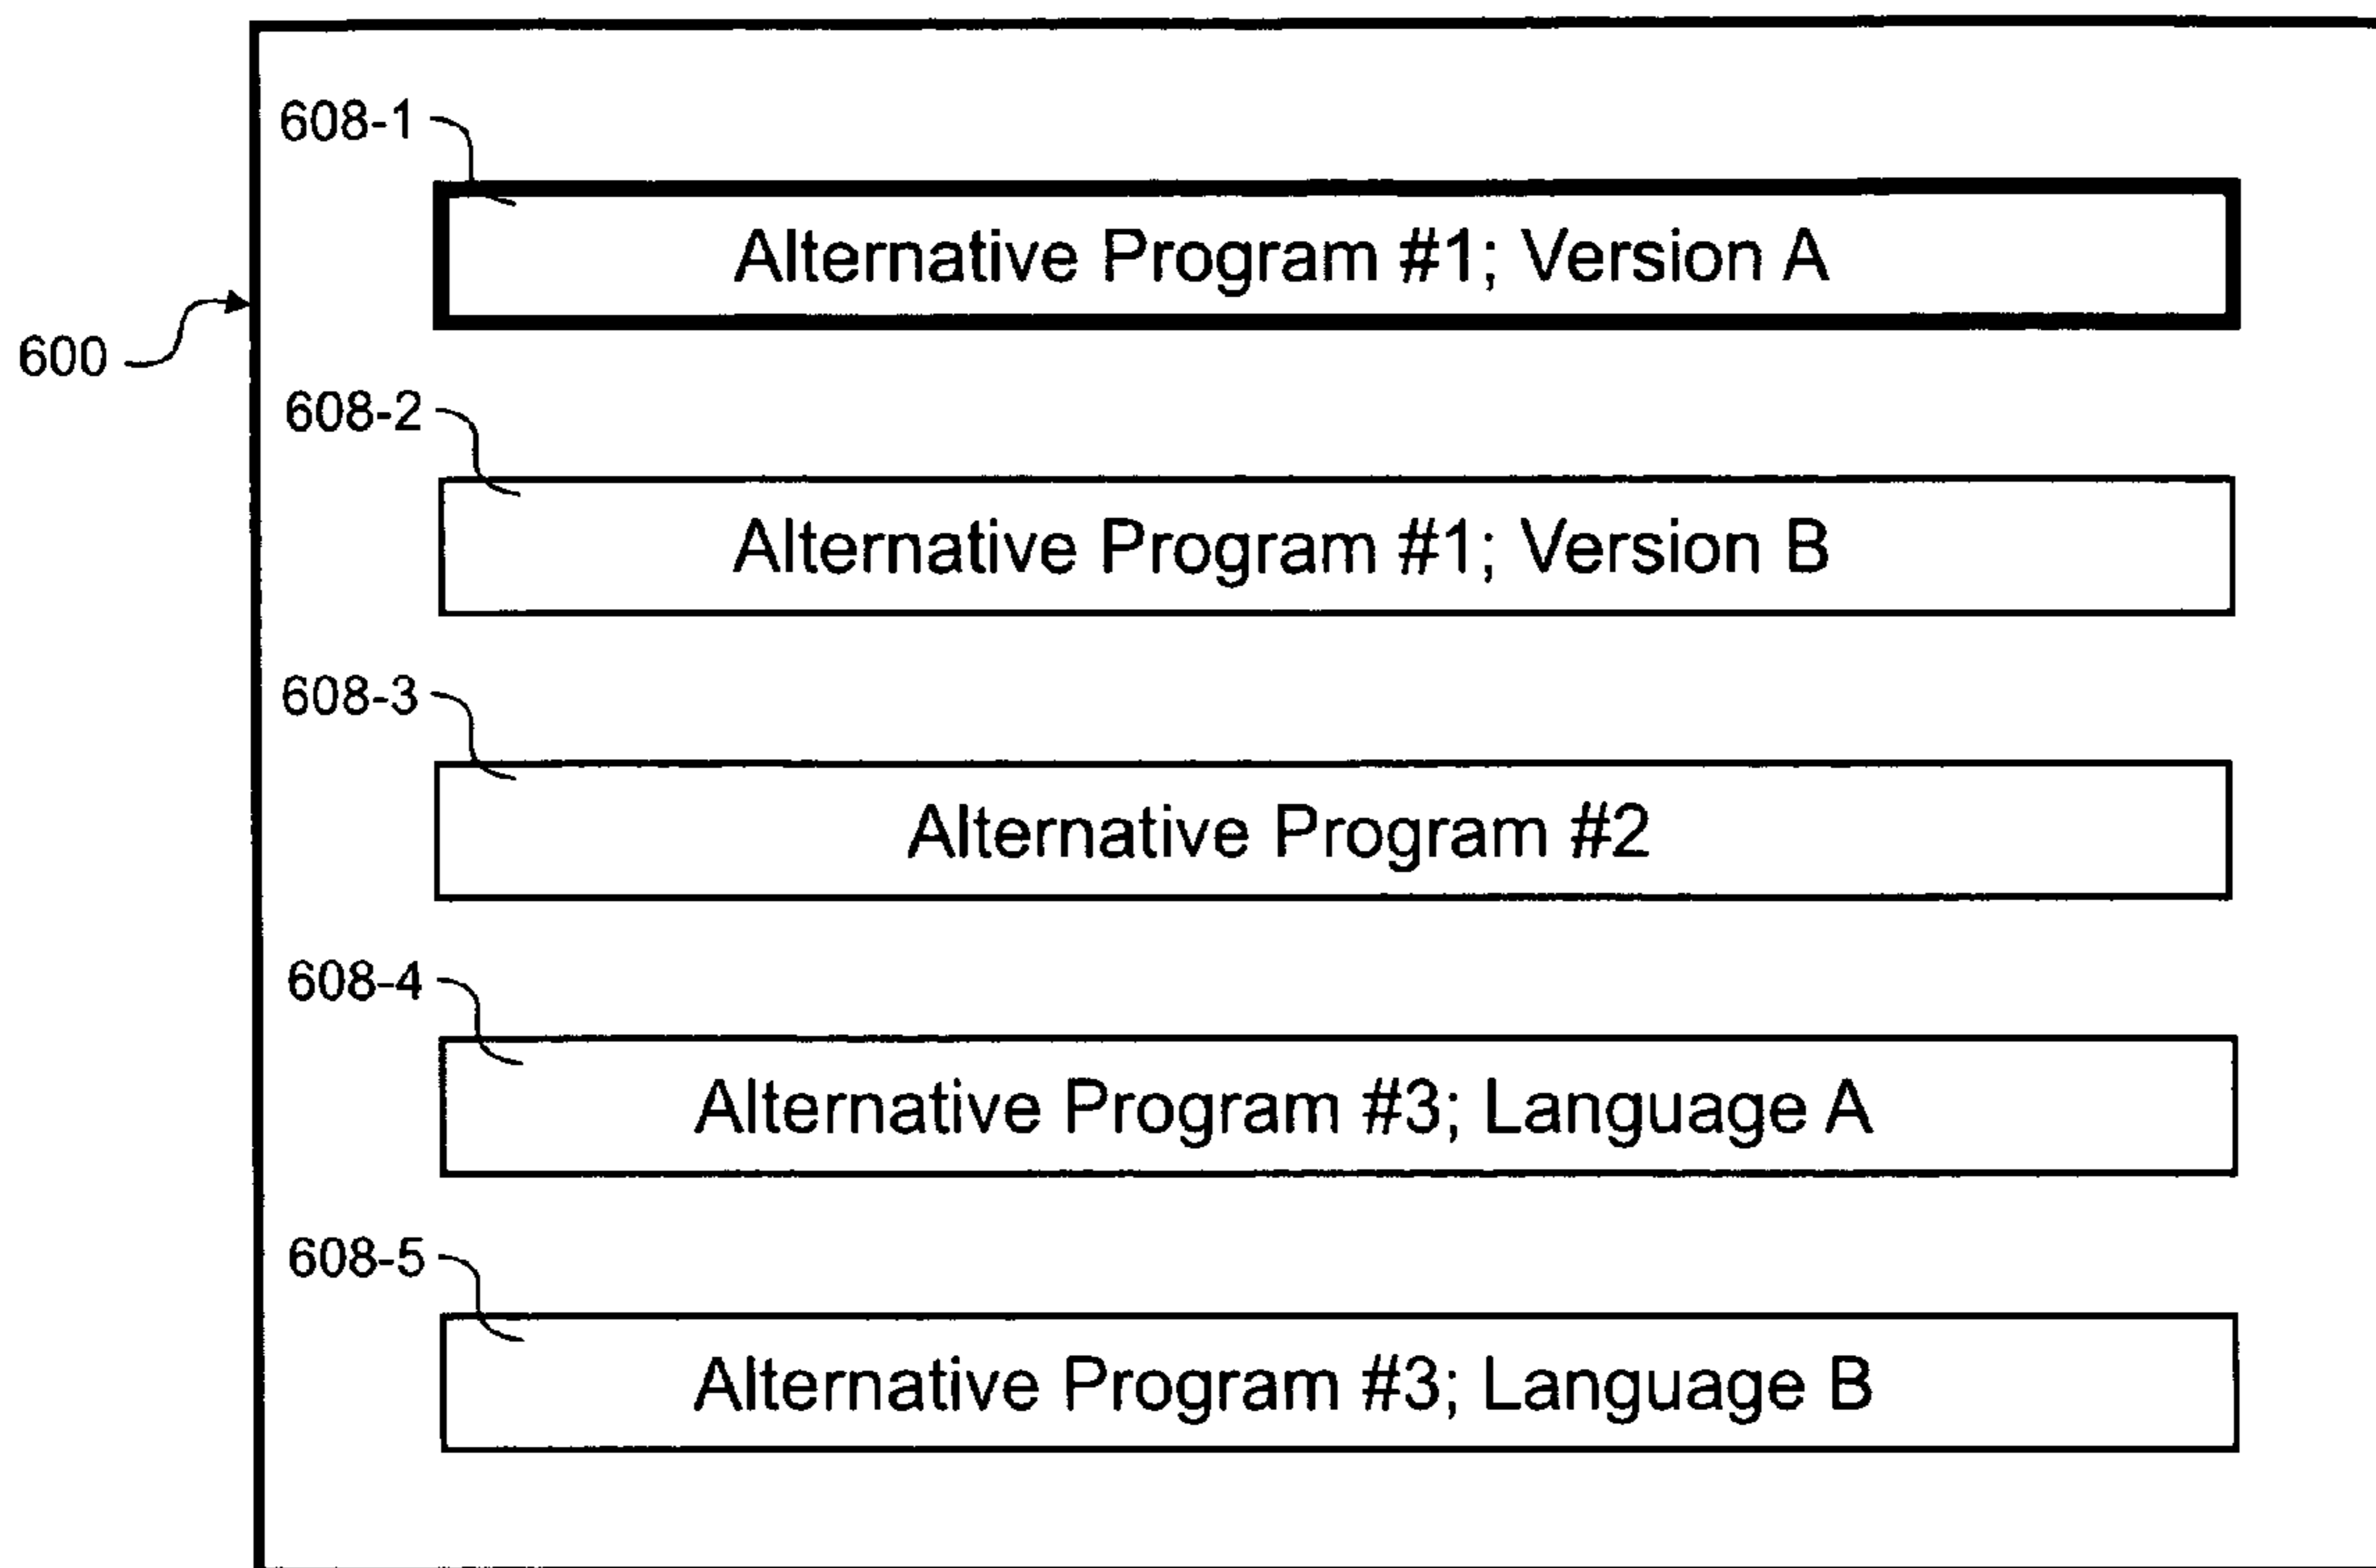 608-1
Alternative Program #1; Version A
600
608-2
Alternative Program #1; Version B
608-3
Alternative Program #2
608-4
Alternative Program #3; Language A
608-5
Alternative Program #3; Language B